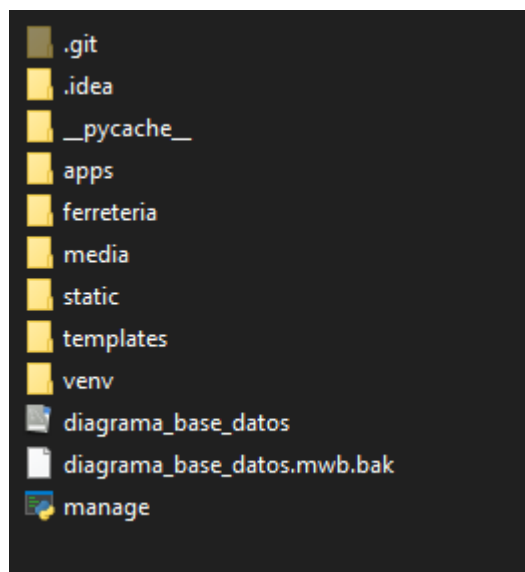 .git
.idea
__pycache__
apps
ferreteria
media
static
templates
venv
diagrama_base_datos
diagrama_base_datos.mwb.bak
manage